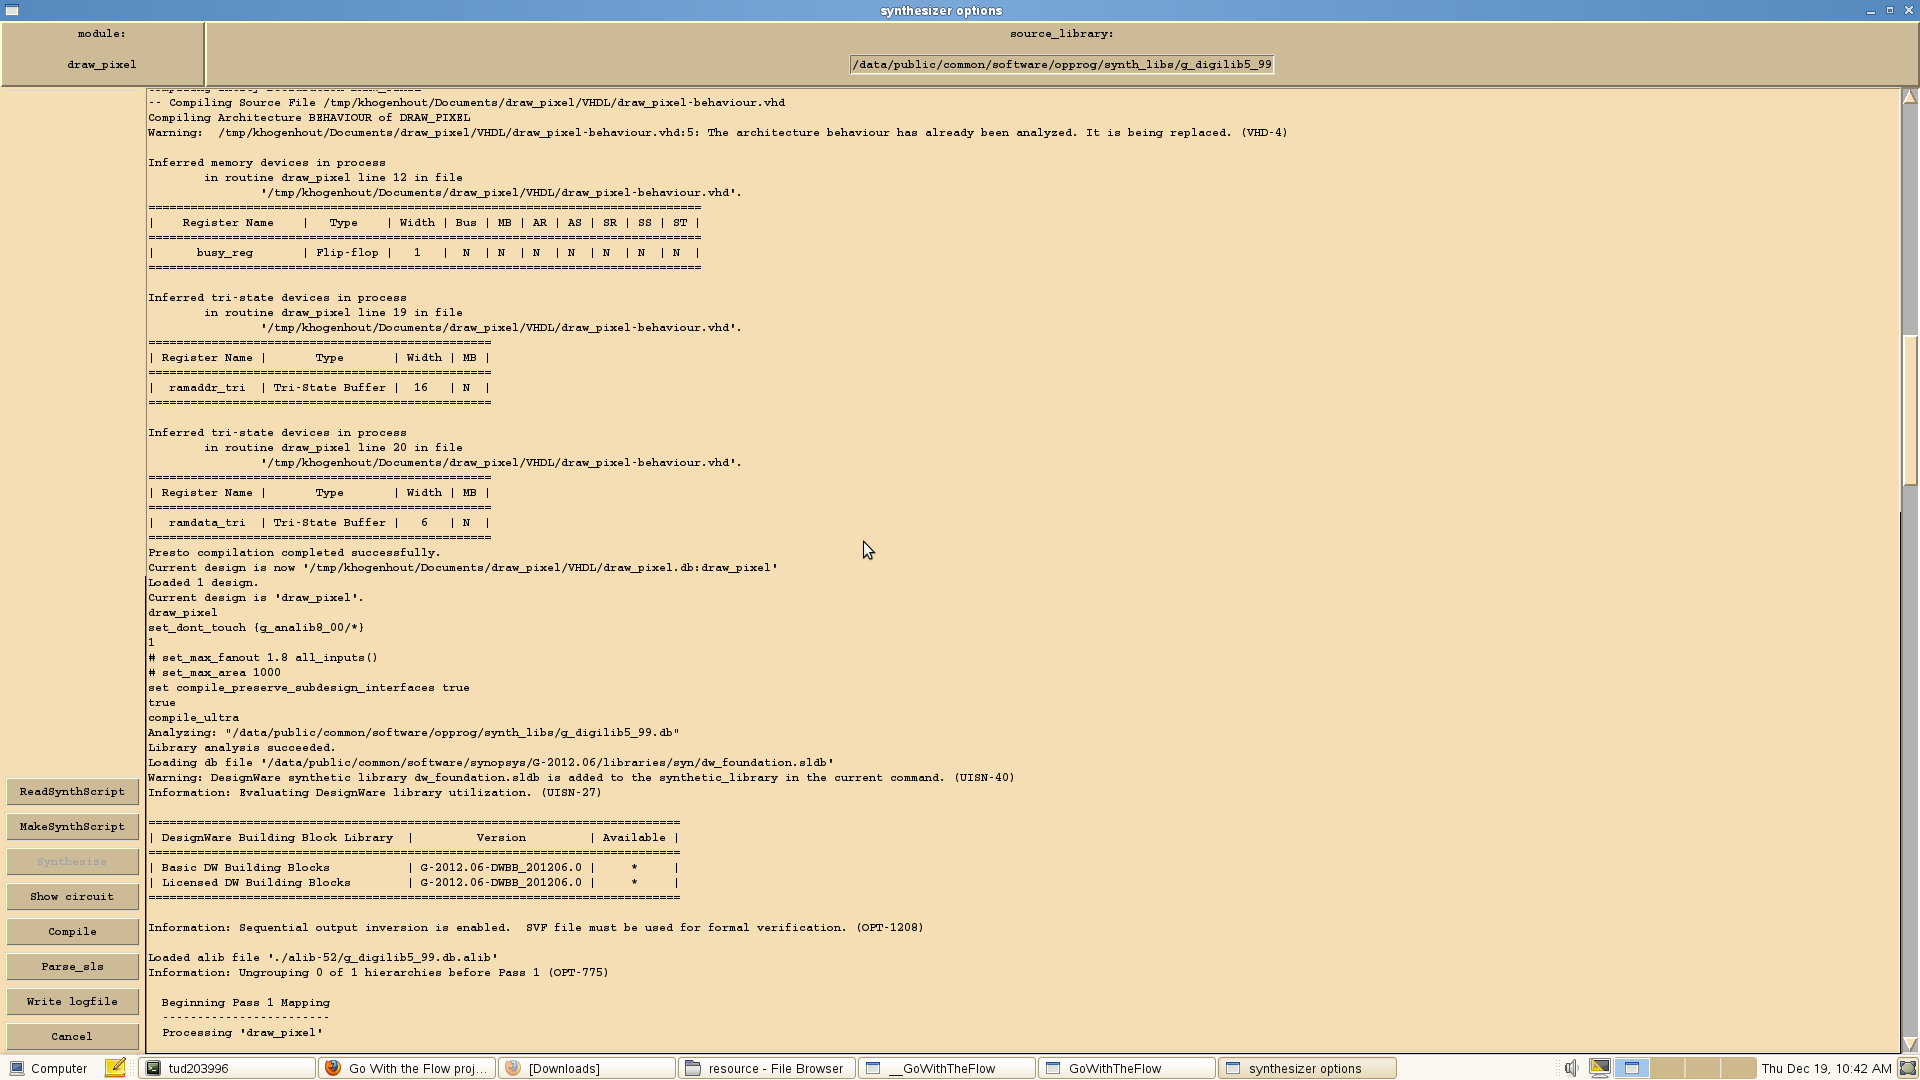 synthesizer options
module:
source_library:
draw_pixel
/data/public/common/software/opprog/synth_libs/g_digilib5_99
-- Compiling Source File /tmp/khogenhout/Documents/draw_pixel/VHDL/draw_pixel-behaviour.vhd
Compiling Architecture BEHAVIOUR of DRAW_PIXEL
Warning:  /tmp/khogenhout/Documents/draw_pixel/VHDL/draw_pixel-behaviour.vhd:5: The architecture behaviour has already been analyzed. It is being replaced. (VHD-4)
Inferred memory devices in process
in routine draw_pixel line 12 in file
'/tmp/khogenhout/Documents/draw_pixel/VHDL/draw_pixel-behaviour.vhd'.
===============================================================================
|    Register Name    |   Type    | Width | Bus | MB | AR | AS | SR | SS | ST |
===============================================================================
|      busy_reg       | Flip-flop |   1   |  N  | N  | N  | N  | N  | N  | N  |
===============================================================================
Inferred tri-state devices in process
in routine draw_pixel line 19 in file
'/tmp/khogenhout/Documents/draw_pixel/VHDL/draw_pixel-behaviour.vhd'.
=================================================
| Register Name |       Type       | Width | MB |
=================================================
|  ramaddr_tri  | Tri-State Buffer |  16   | N  |
=================================================
Inferred tri-state devices in process
in routine draw_pixel line 20 in file
'/tmp/khogenhout/Documents/draw_pixel/VHDL/draw_pixel-behaviour.vhd'.
=================================================
| Register Name |       Type       | Width | MB |
=================================================
|  ramdata_tri  | Tri-State Buffer |   6   | N  |
=================================================
Presto compilation completed successfully.
Current design is now '/tmp/khogenhout/Documents/draw_pixel/VHDL/draw_pixel.db:draw_pixel'
Loaded 1 design.
Current design is 'draw_pixel'.
draw_pixel
set_dont_touch {g_analib8_00/*}
1
# set_max_fanout 1.8 all_inputs()
# set_max_area 1000
set compile_preserve_subdesign_interfaces true
true
compile_ultra
Analyzing: "/data/public/common/software/opprog/synth_libs/g_digilib5_99.db"
Library analysis succeeded.
Loading db file '/data/public/common/software/synopsys/G-2012.06/libraries/syn/dw_foundation.sldb'
Warning: DesignWare synthetic library dw_foundation.sldb is added to the synthetic_library in the current command. (UISN-40)
Information: Evaluating DesignWare library utilization. (UISN-27)
============================================================================
| DesignWare Building Block Library  |         Version         | Available |
============================================================================
| Basic DW Building Blocks           | G-2012.06-DWBB_201206.0 |     *     |
| Licensed DW Building Blocks        | G-2012.06-DWBB_201206.0 |     *     |
============================================================================
Information: Sequential output inversion is enabled.  SVF file must be used for formal verification. (OPT-1208)
Loaded alib file './alib-52/g_digilib5_99.db.alib'
Information: Ungrouping 0 of 1 hierarchies before Pass 1 (OPT-775)
Beginning Pass 1 Mapping
------------------------
Processing 'draw_pixel'
ReadSynthScript
MakeSynthScript
Synthesize
Show circuit
Compile
Parse_sls
Write logfile
Cancel
Computer
tud203996
Go With the Flow proj...
[Downloads]
resource - File Browser
__GoWithTheFlow
GoWithTheFlow
synthesizer options
Thu Dec 19, 10:42 AM